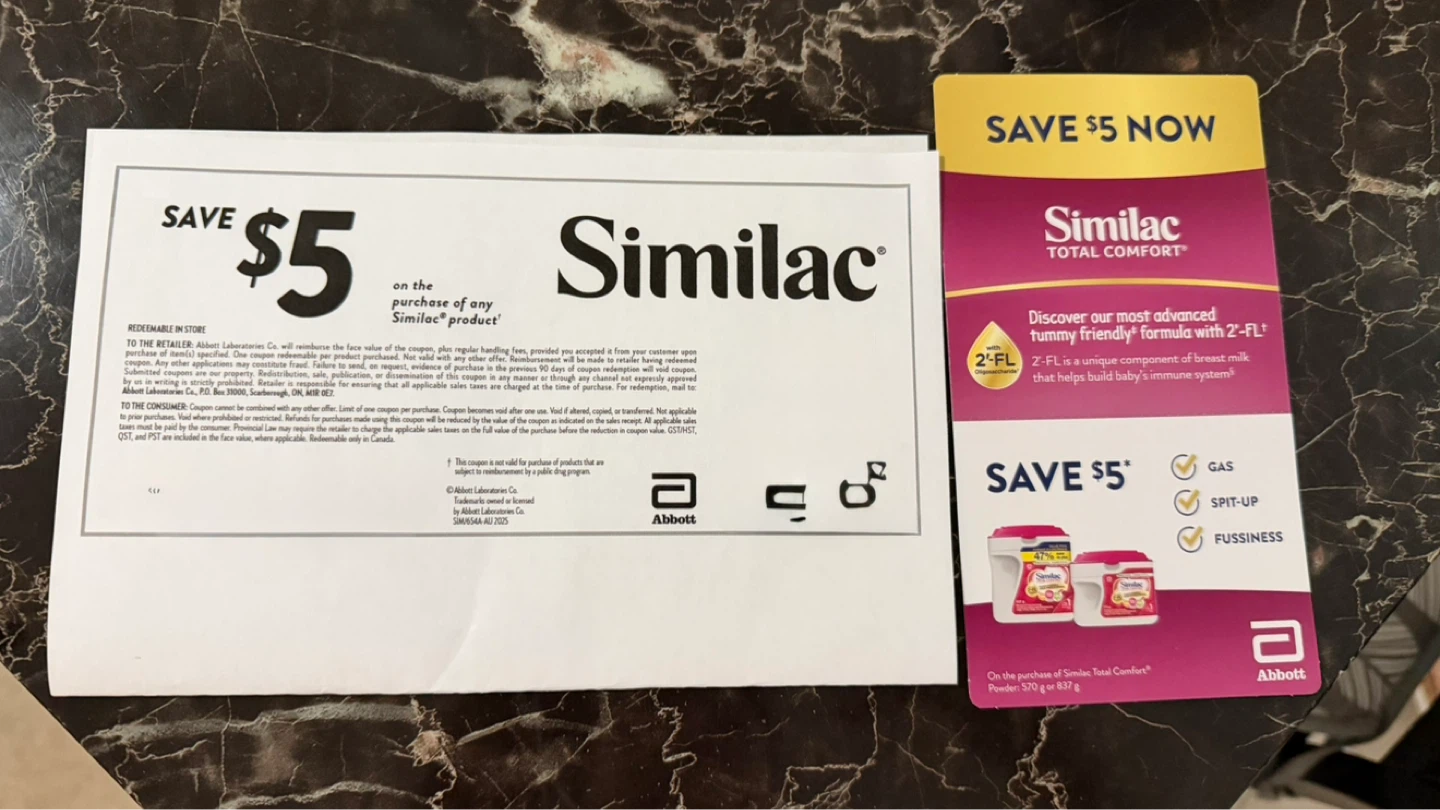 SAVE $5
on the
purchase of any
Similac® product†
Similac®
REDEEMABLE IN STORE
TO THE RETAILER: Abbott Laboratories Co. will reimburse the face value of the coupon, plus regular handling fees, provided you accepted it from your customer upon
purchase of item(s) specified. One coupon redeemable per product purchased. Not valid with any other offer. Reimbursement will be made to retailer having redeemed
coupon. Any other applications may constitute fraud. Failure to send, on request, evidence of purchase in the previous 90 days of coupon redemption will void coupon.
Submitted coupons are our property. Redistribution, sale, publication, or dissemination of this coupon in any manner or through any channel not expressly approved
by us in writing is strictly prohibited. Retailer is responsible for ensuring that all applicable sales taxes are charged at the time of purchase. For redemption, mail to:
Abbott Laboratories Co., P.O. Box 31000, Scarborough, ON, M1R 0E7.
TO THE CONSUMER: Coupon cannot be combined with any other offer. Limit of one coupon per purchase. Coupon becomes void after one use. Void if altered, copied, or transferred. Not applicable
to prior purchases. Void where prohibited or restricted. Refunds for purchases made using this coupon will be reduced by the value of the coupon as indicated on the sales receipt. All applicable sales
taxes must be paid by the consumer. Provincial Law may require the retailer to charge the applicable sales taxes on the full value of the purchase before the reduction in coupon value. GST/HST,
QST, and PST are included in the face value, where applicable. Redeemable only in Canada.
† This coupon is not valid for purchase of products that are
subject to reimbursement by a public drug program.
© Abbott Laboratories Co.
Trademarks owned or licensed
by Abbott Laboratories Co.
SIM/654A-AU 2025
Abbott
SAVE $5 NOW
Similac
TOTAL COMFORT®
Discover our most advanced
tummy friendly‡ formula with 2'-FL†
with
2'-FL
Oligosaccharide†
2'-FL is a unique component of breast milk
that helps build baby's immune system§
SAVE $5*
GAS
SPIT-UP
FUSSINESS
47%
Similac
Similac
On the purchase of Similac Total Comfort®
Powder: 570 g or 837 g
Abbott